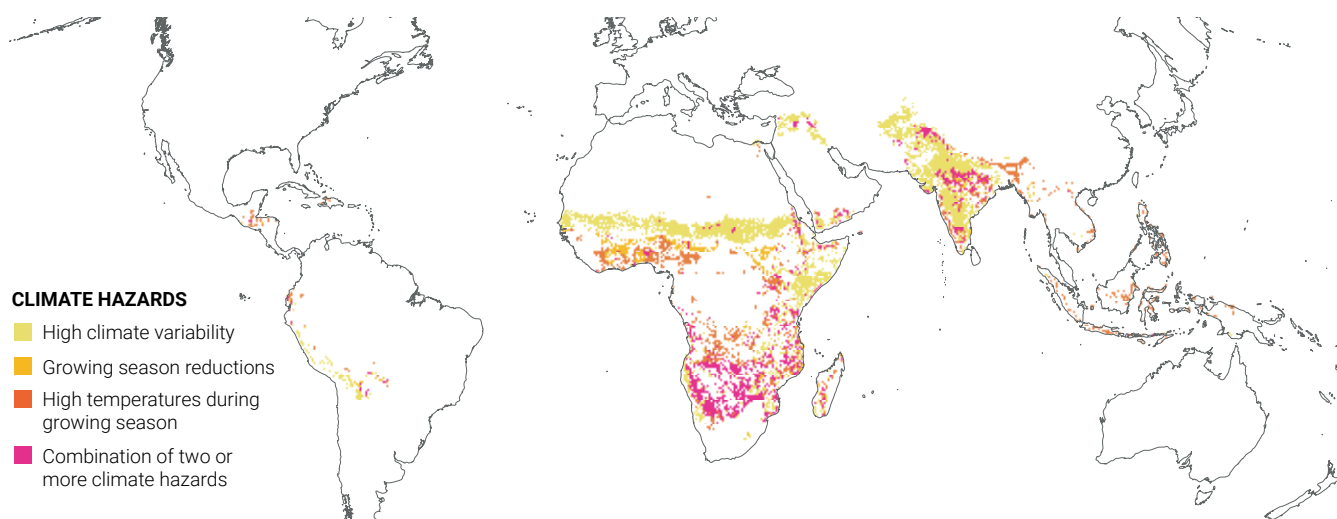 CLIMATE HAZARDS
High climate variability
Growing season reductions
High temperatures during
growing season
Combination of two or
more climate hazards